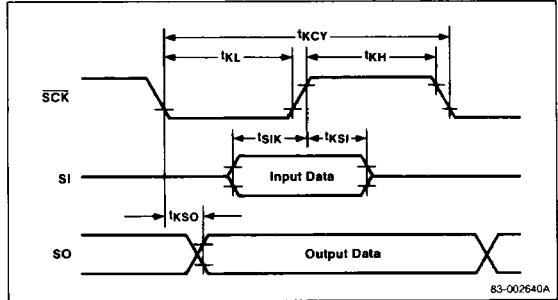 tKCY
tKL
tKH
SCK
tSIK
tKSI
SI
Input Data
tKSO
SO
Output Data
83-002640A